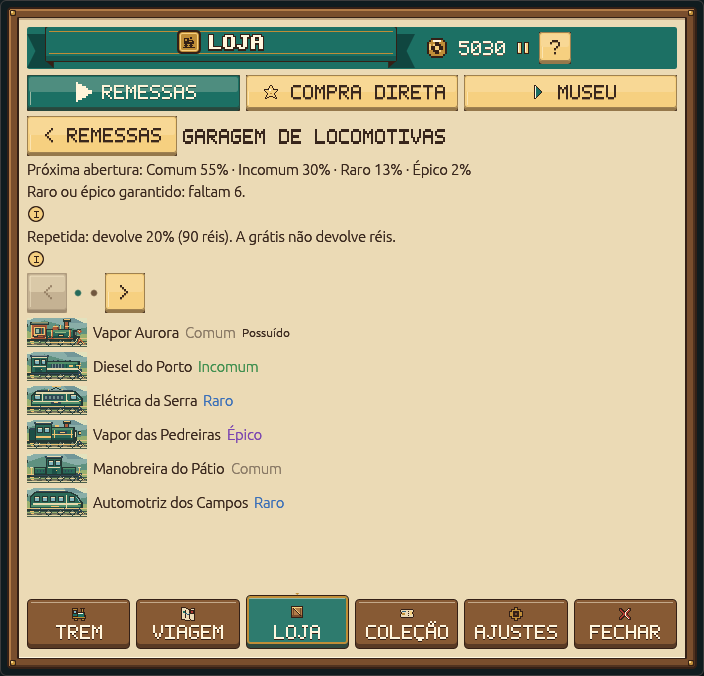 LOJA
5030
?
REMESSAS
COMPRA DIRETA
MUSEU
< REMESSAS
GARAGEM DE LOCOMOTIVAS
Próxima abertura: Comum 55% · Incomum 30% · Raro 13% · Épico 2%
Raro ou épico garantido: faltam 6.
I
Repetida: devolve 20% (90 réis). A grátis não devolve réis.
I
< >
Vapor Aurora Comum Possuído
Diesel do Porto Incomum
Elétrica da Serra Raro
Vapor das Pedreiras Épico
Manobreira do Pátio Comum
Automotriz dos Campos Raro
TREM
VIAGEM
LOJA
COLEÇÃO
AJUSTES
FECHAR